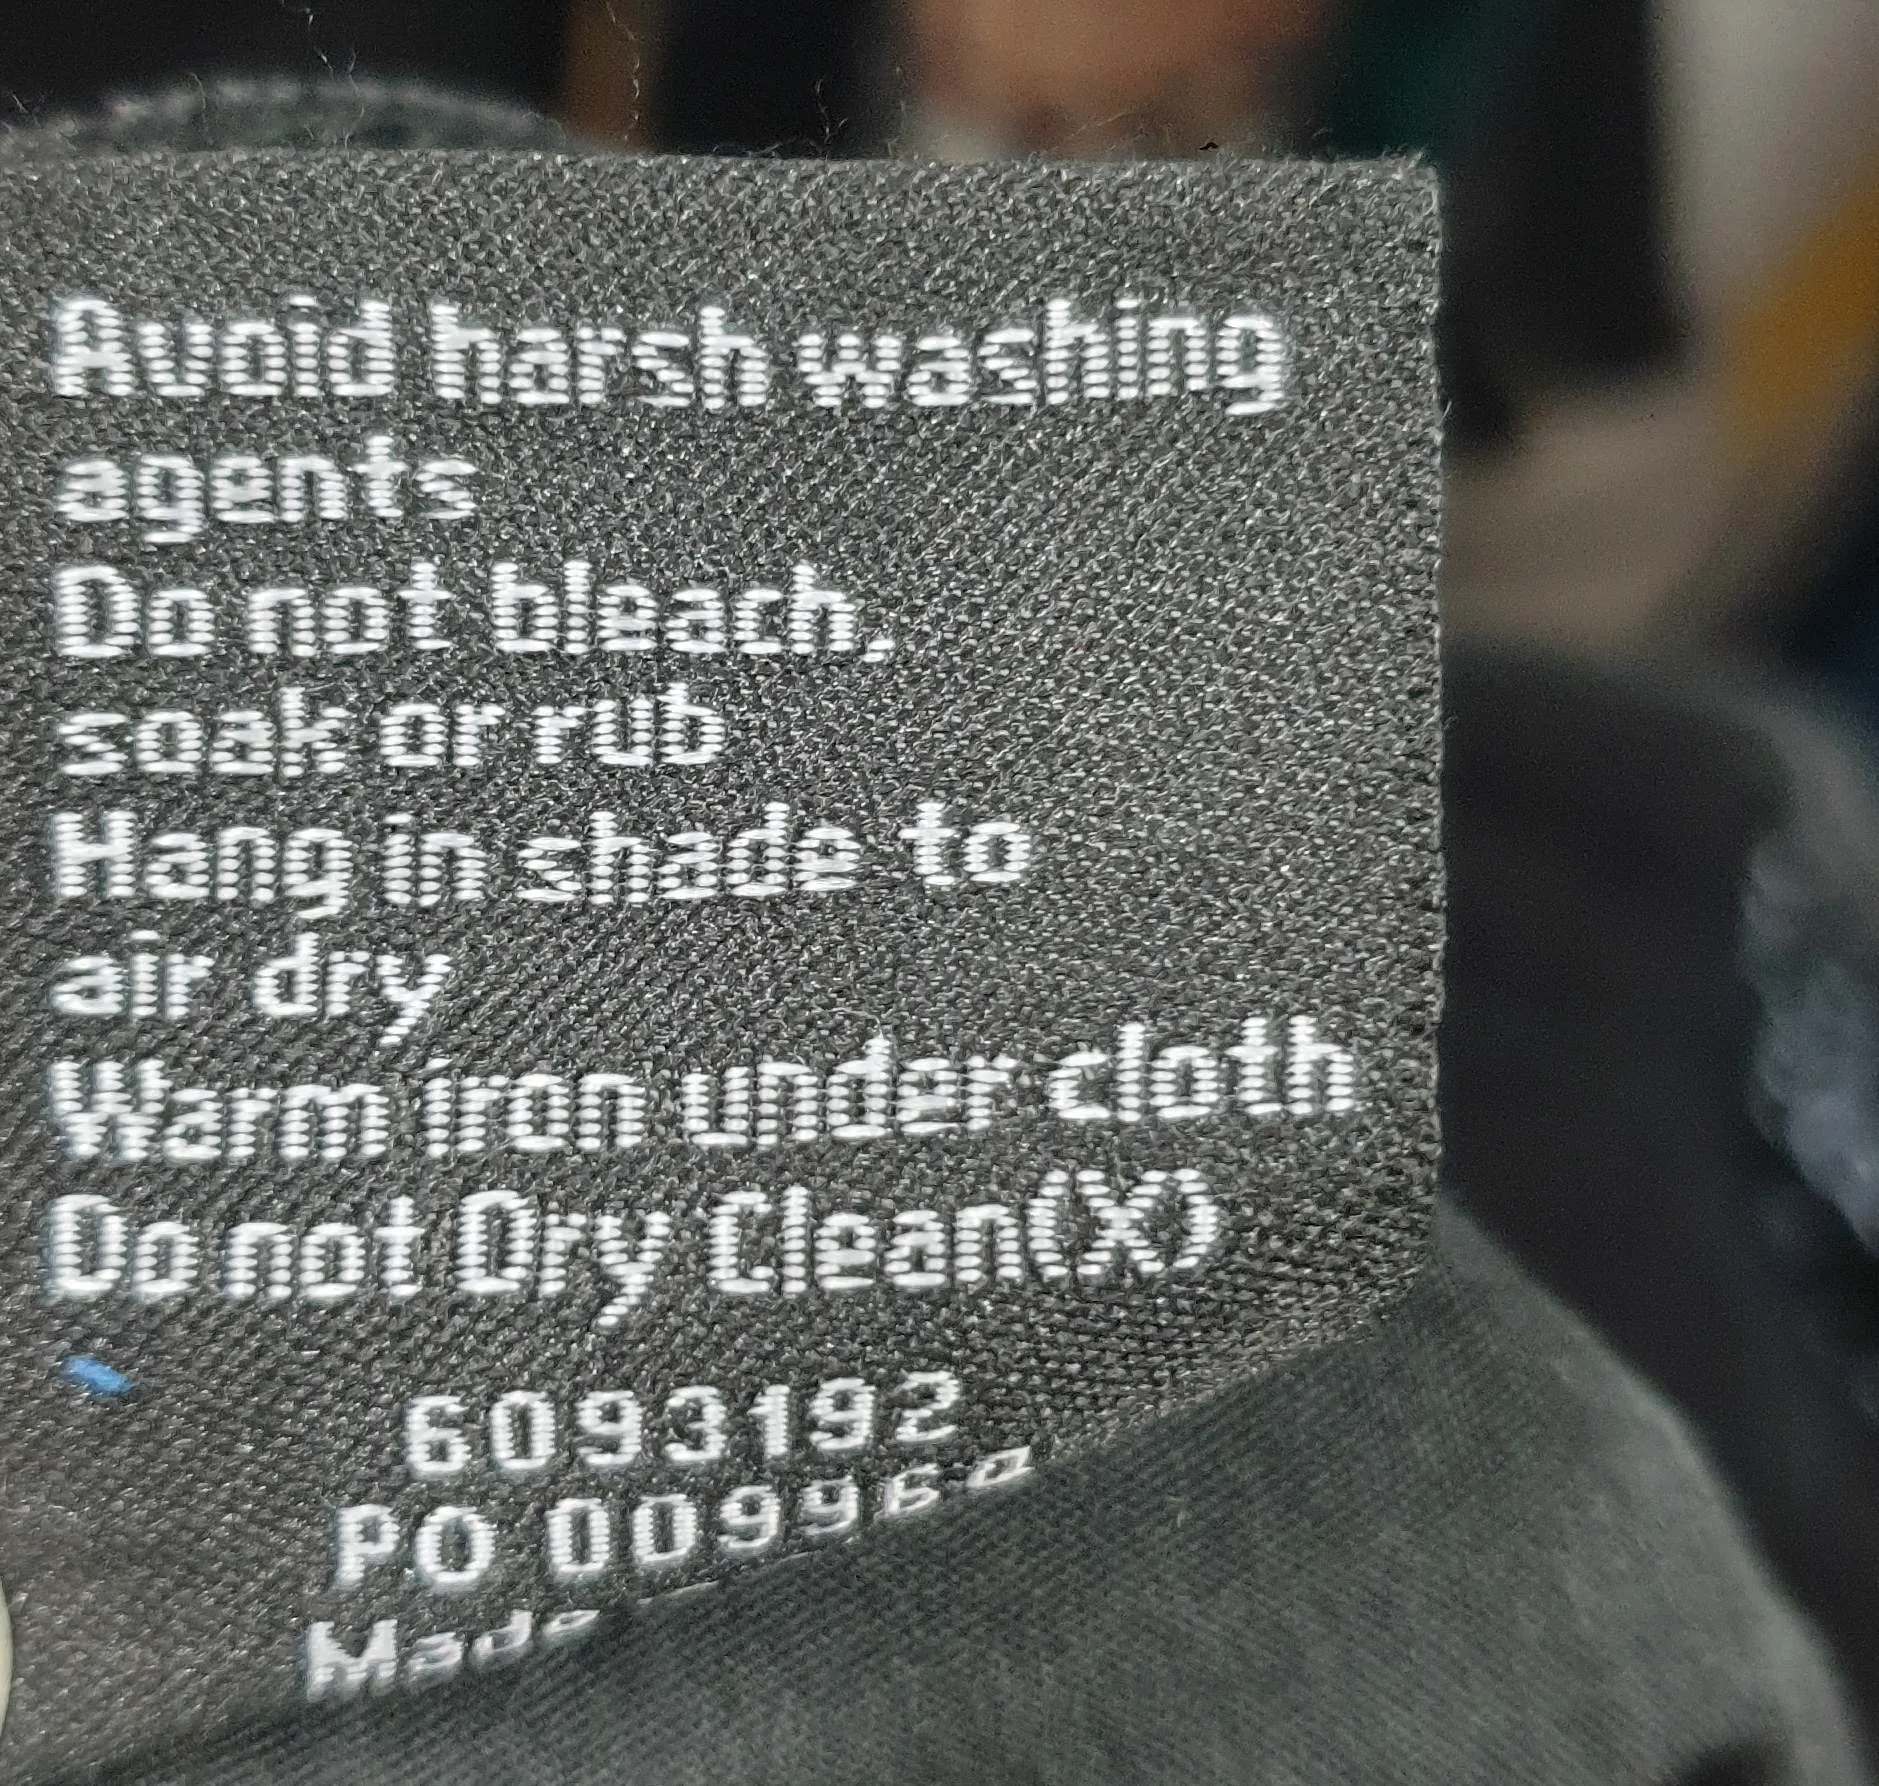 Avoid harsh washing
agents
Do not bleach,
soak or rub
Hang in shade to
air dry
Warm iron under cloth
Do not Dry Clean(X)
6093192
PO
Made